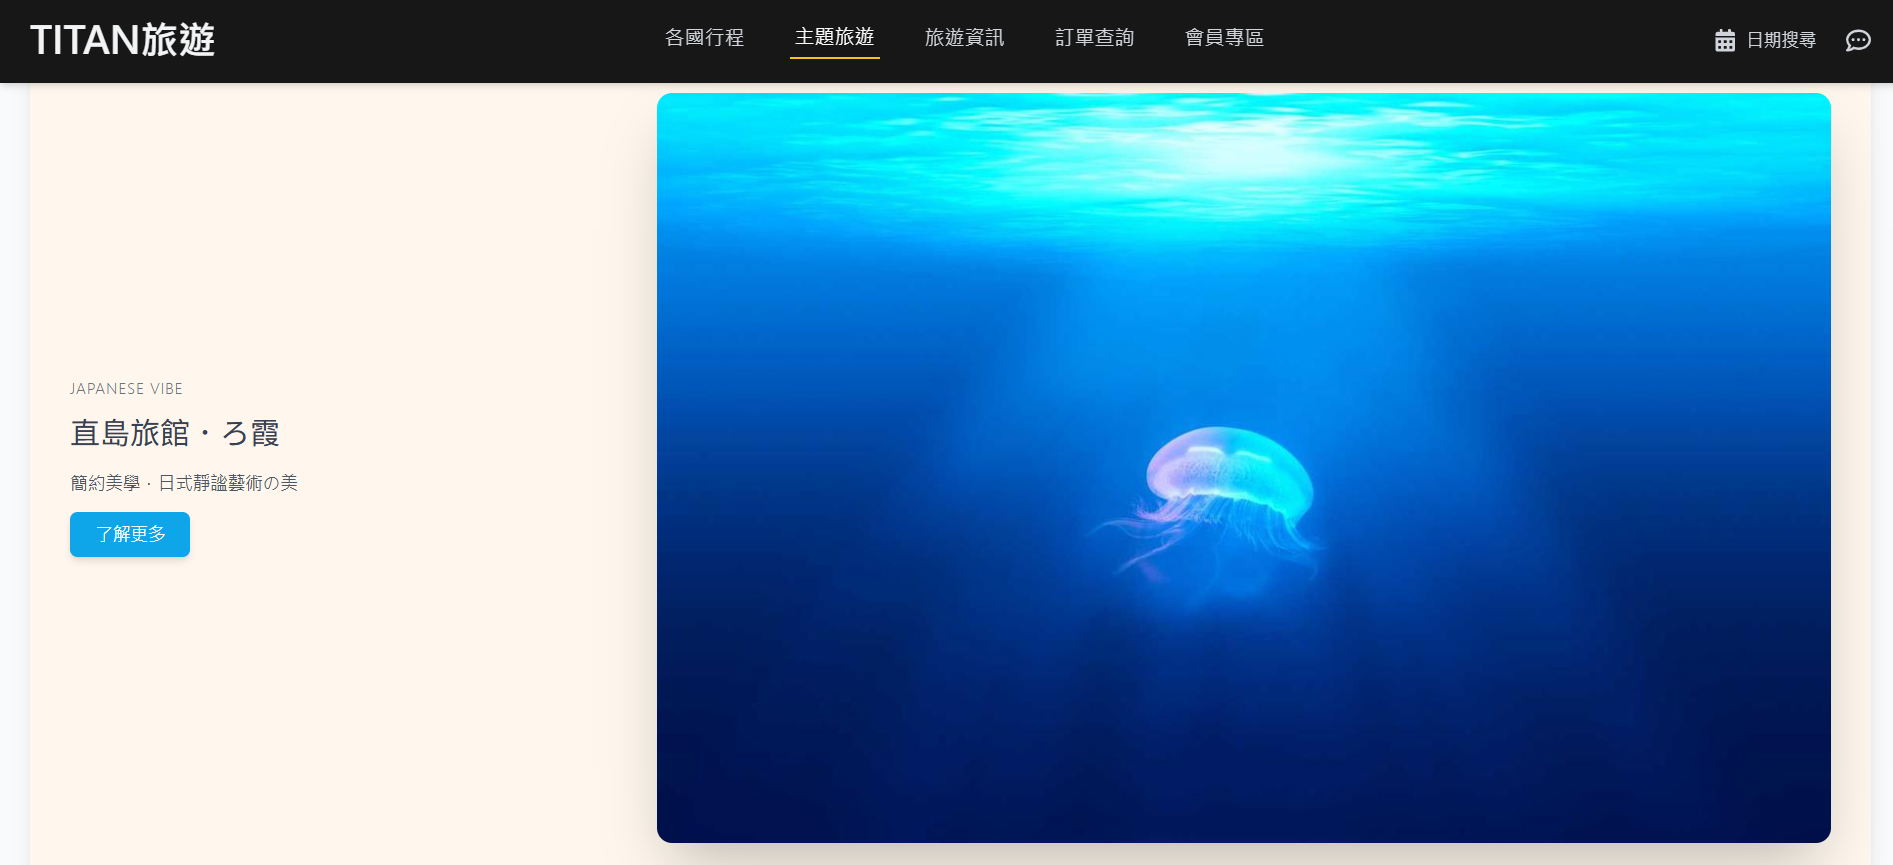 TITAN旅遊
各國行程
主題旅遊
旅遊資訊
訂單查詢
會員專區
日期搜尋
JAPANESE VIBE
直島旅館・ろ霞
簡約美學・日式靜謐藝術の美
了解更多